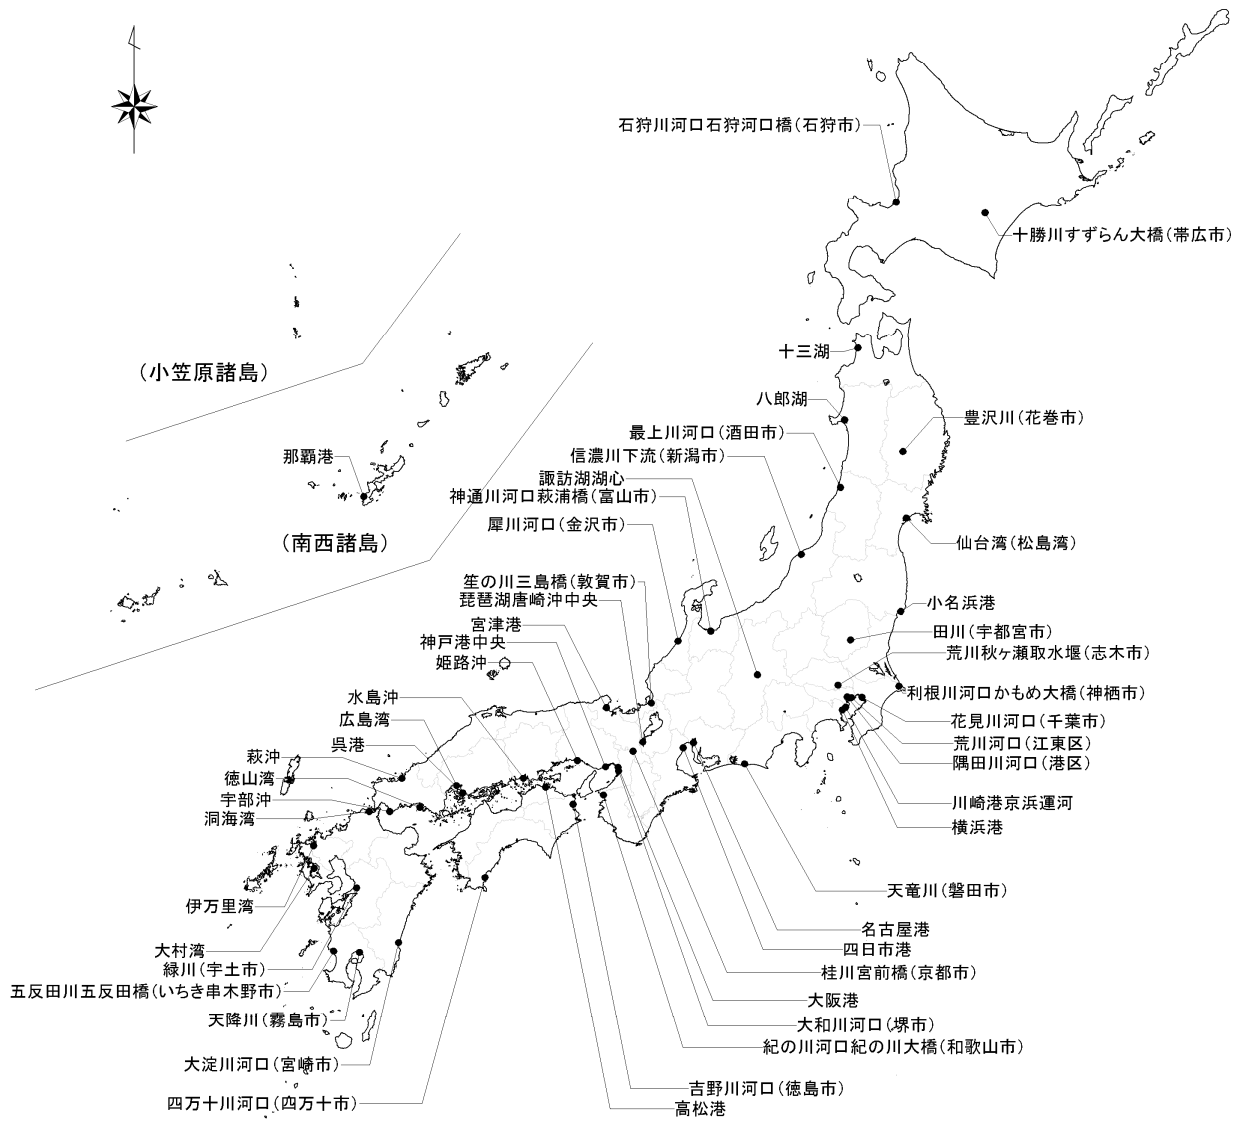 石狩川河口石狩河口橋(石狩市)
十勝川すずらん大橋(帯広市)
十三湖
(小笠原諸島)
八郎湖
豊沢川(花巻市)
最上川河口(酒田市)
信濃川下流(新潟市)
那覇港
諏訪湖湖心
神通川河口萩浦橋(富山市)
犀川河口(金沢市)
(南西諸島)
仙台湾(松島湾)
笙の川三島橋(敦賀市)
琵琶湖唐崎沖中央
小名浜港
宮津港
田川(宇都宮市)
神戸港中央
荒川秋ヶ瀬取水堰(志木市)
姫路沖
利根川河口かもめ大橋(神栖市)
水島沖
広島湾
花見川河口(千葉市)
呉港
荒川河口(江東区)
萩沖
隅田川河口(港区)
徳山湾
宇部沖
川崎港京浜運河
洞海湾
横浜港
天竜川(磐田市)
伊万里湾
名古屋港
大村湾
四日市港
緑川(宇土市)
桂川宮前橋(京都市)
五反田川五反田橋(いちき串木野市)
大阪港
天降川(霧島市)
大和川河口(堺市)
紀の川河口紀の川大橋(和歌山市)
大淀川河口(宮崎市)
吉野川河口(徳島市)
四万十川河口(四万十市)
高松港